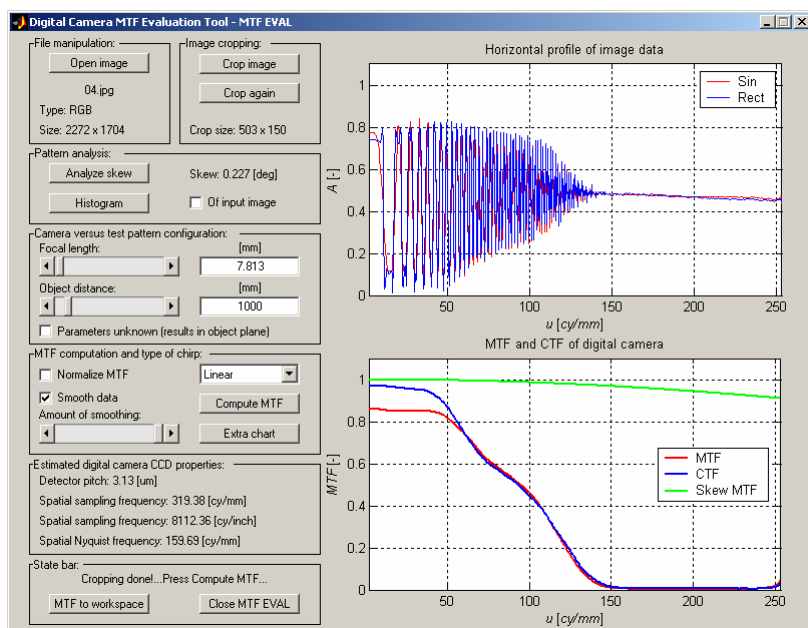 Digital Camera MTF Evaluation Tool - MTF EVAL
File manipulation:
Open image
04.jpg
Type: RGB
Size: 2272 x 1704
Image cropping:
Crop image
Crop again
Crop size: 503 x 150
Pattern analysis:
Analyze skew
Skew: 0.227 [deg]
Histogram
Of input image
Camera versus test pattern configuration:
Focal length:
[mm]
7.813
Object distance:
[mm]
1000
Parameters unknown (results in object plane)
MTF computation and type of chirp:
Normalize MTF
Linear
Smooth data
Compute MTF
Amount of smoothing:
Extra chart
Estimated digital camera CCD properties:
Detector pitch: 3.13 [um]
Spatial sampling frequency: 319.38 [cy/mm]
Spatial sampling frequency: 8112.36 [cy/inch]
Spatial Nyquist frequency: 159.69 [cy/mm]
State bar:
Cropping done!...Press Compute MTF...
MTF to workspace
Close MTF EVAL
Horizontal profile of image data
Sin
Rect
A [-]
1
0.8
0.6
0.4
0.2
0
50
100
150
200
250
u [cy/mm]
MTF and CTF of digital camera
MTF
CTF
Skew MTF
MTF [-]
1
0.8
0.6
0.4
0.2
0
50
100
150
200
250
u [cy/mm]